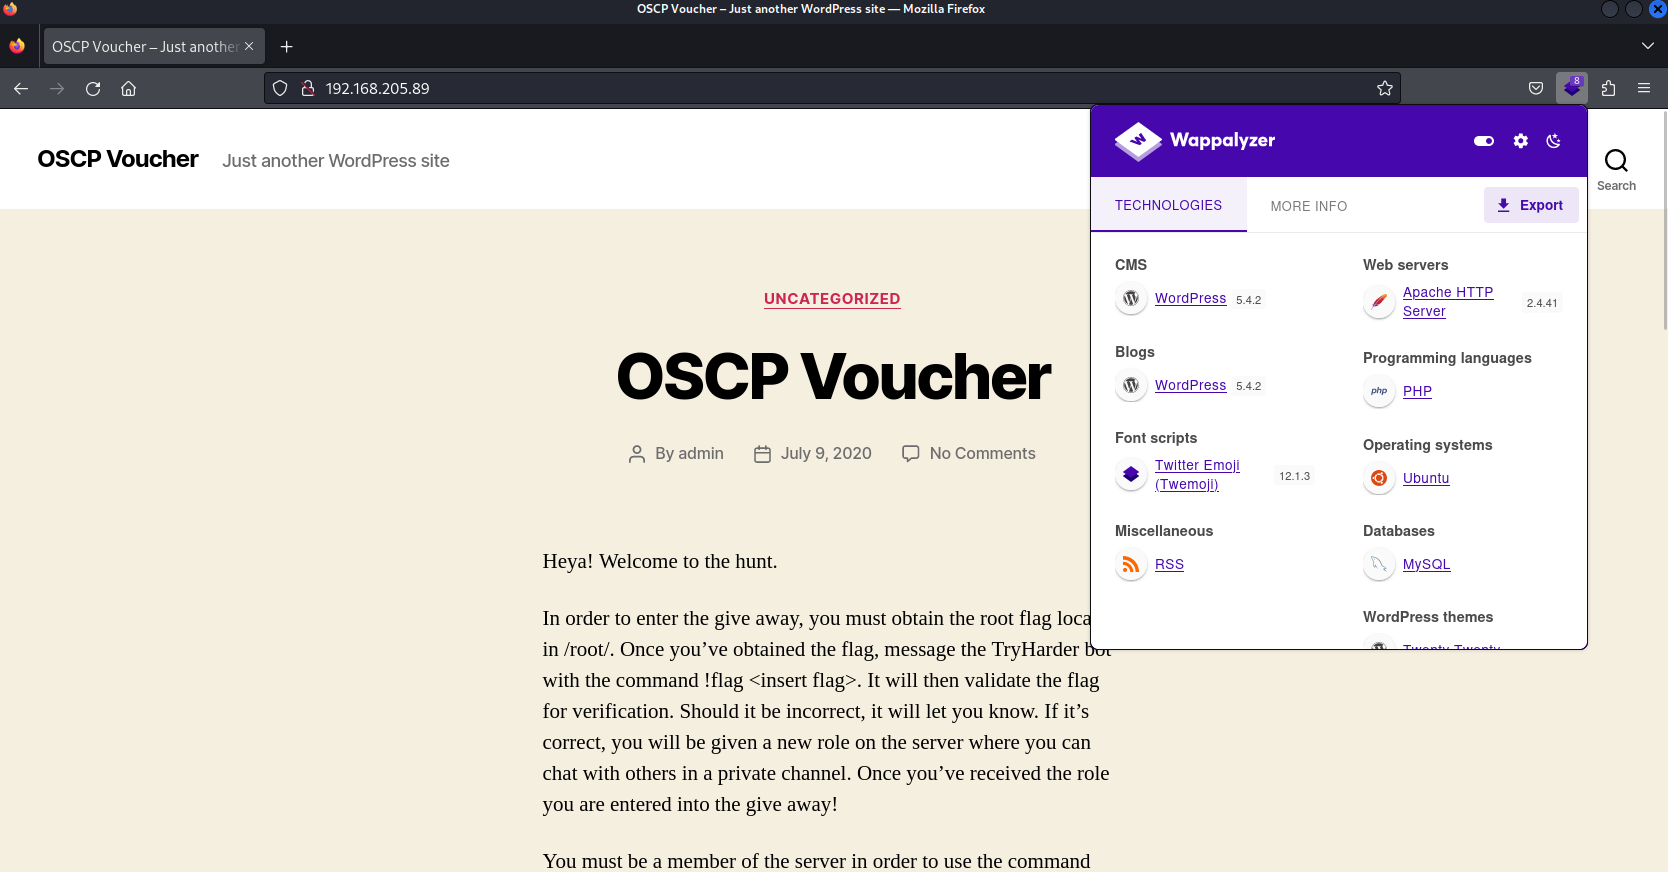 OSCP Voucher – Just another WordPress site — Mozilla Firefox
OSCP Voucher – Just another
192.168.205.89
8
OSCP Voucher Just another WordPress site
Search
UNCATEGORIZED
OSCP Voucher
By admin July 9, 2020 No Comments
Heya! Welcome to the hunt.
In order to enter the give away, you must obtain the root flag loca
in /root/. Once you’ve obtained the flag, message the TryHarder bot
with the command !flag <insert flag>. It will then validate the flag
for verification. Should it be incorrect, it will let you know. If it’s
correct, you will be given a new role on the server where you can
chat with others in a private channel. Once you’ve received the role
you are entered into the give away!
You must be a member of the server in order to use the command
W
Wappalyzer
TECHNOLOGIES MORE INFO Export
CMS
WordPress 5.4.2
Blogs
WordPress 5.4.2
Font scripts
Twitter Emoji
(Twemoji) 12.1.3
Miscellaneous
RSS
Web servers
Apache HTTP
Server 2.4.41
Programming languages
php PHP
Operating systems
Ubuntu
Databases
MySQL
WordPress themes
Twenty Twenty